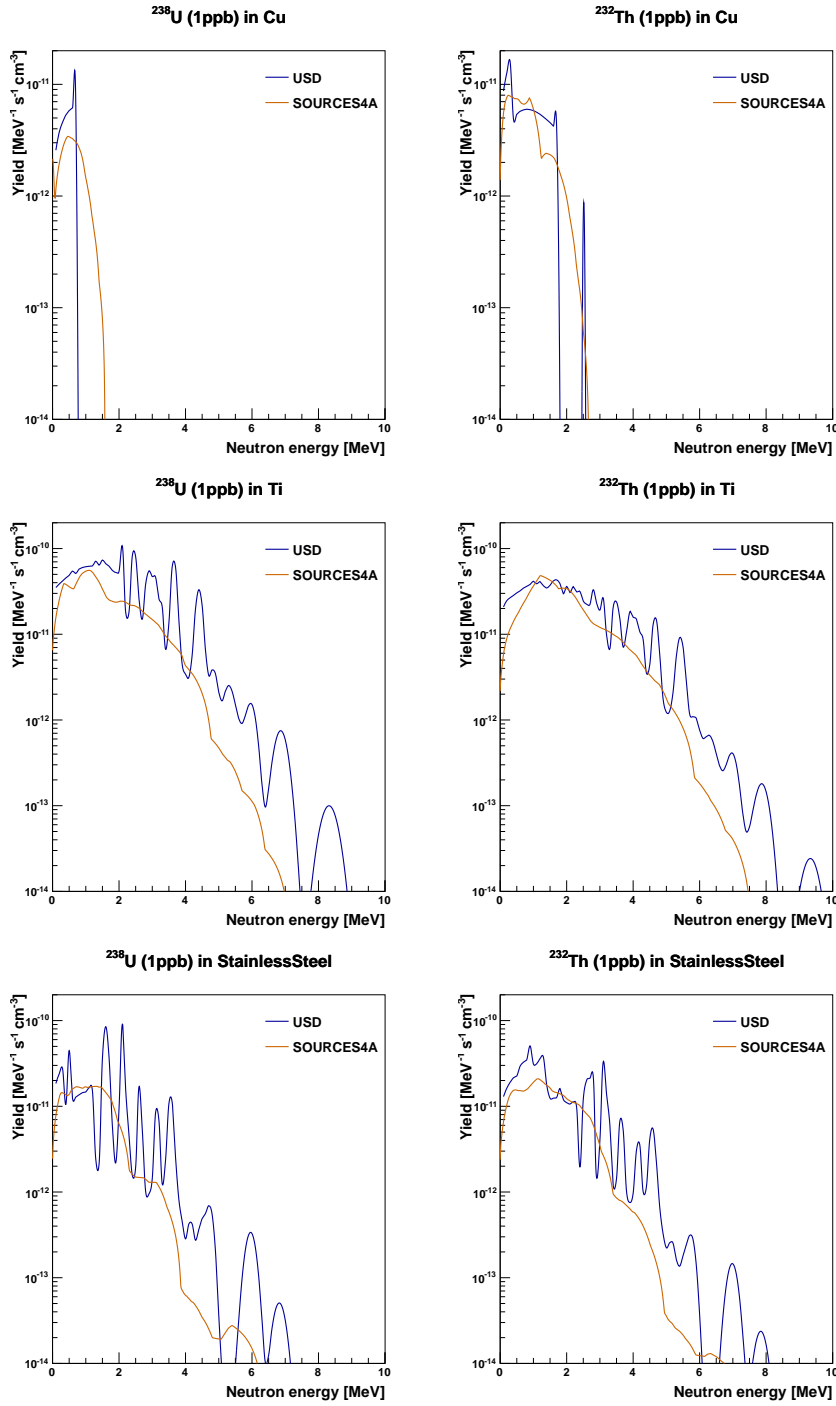 ²³⁸U (1ppb) in Cu
Yield [MeV⁻¹ s⁻¹ cm⁻³]
10⁻¹¹
10⁻¹²
10⁻¹³
10⁻¹⁴
USD
SOURCES4A
0 2 4 6 8 10
Neutron energy [MeV]
²³²Th (1ppb) in Cu
Yield [MeV⁻¹ s⁻¹ cm⁻³]
10⁻¹¹
10⁻¹²
10⁻¹³
10⁻¹⁴
USD
SOURCES4A
0 2 4 6 8 10
Neutron energy [MeV]
²³⁸U (1ppb) in Ti
Yield [MeV⁻¹ s⁻¹ cm⁻³]
10⁻¹⁰
10⁻¹¹
10⁻¹²
10⁻¹³
10⁻¹⁴
USD
SOURCES4A
0 2 4 6 8 10
Neutron energy [MeV]
²³²Th (1ppb) in Ti
Yield [MeV⁻¹ s⁻¹ cm⁻³]
10⁻¹⁰
10⁻¹¹
10⁻¹²
10⁻¹³
10⁻¹⁴
USD
SOURCES4A
0 2 4 6 8 10
Neutron energy [MeV]
²³⁸U (1ppb) in StainlessSteel
Yield [MeV⁻¹ s⁻¹ cm⁻³]
10⁻¹⁰
10⁻¹¹
10⁻¹²
10⁻¹³
10⁻¹⁴
USD
SOURCES4A
0 2 4 6 8 10
Neutron energy [MeV]
²³²Th (1ppb) in StainlessSteel
Yield [MeV⁻¹ s⁻¹ cm⁻³]
10⁻¹⁰
10⁻¹¹
10⁻¹²
10⁻¹³
10⁻¹⁴
USD
SOURCES4A
0 2 4 6 8 10
Neutron energy [MeV]